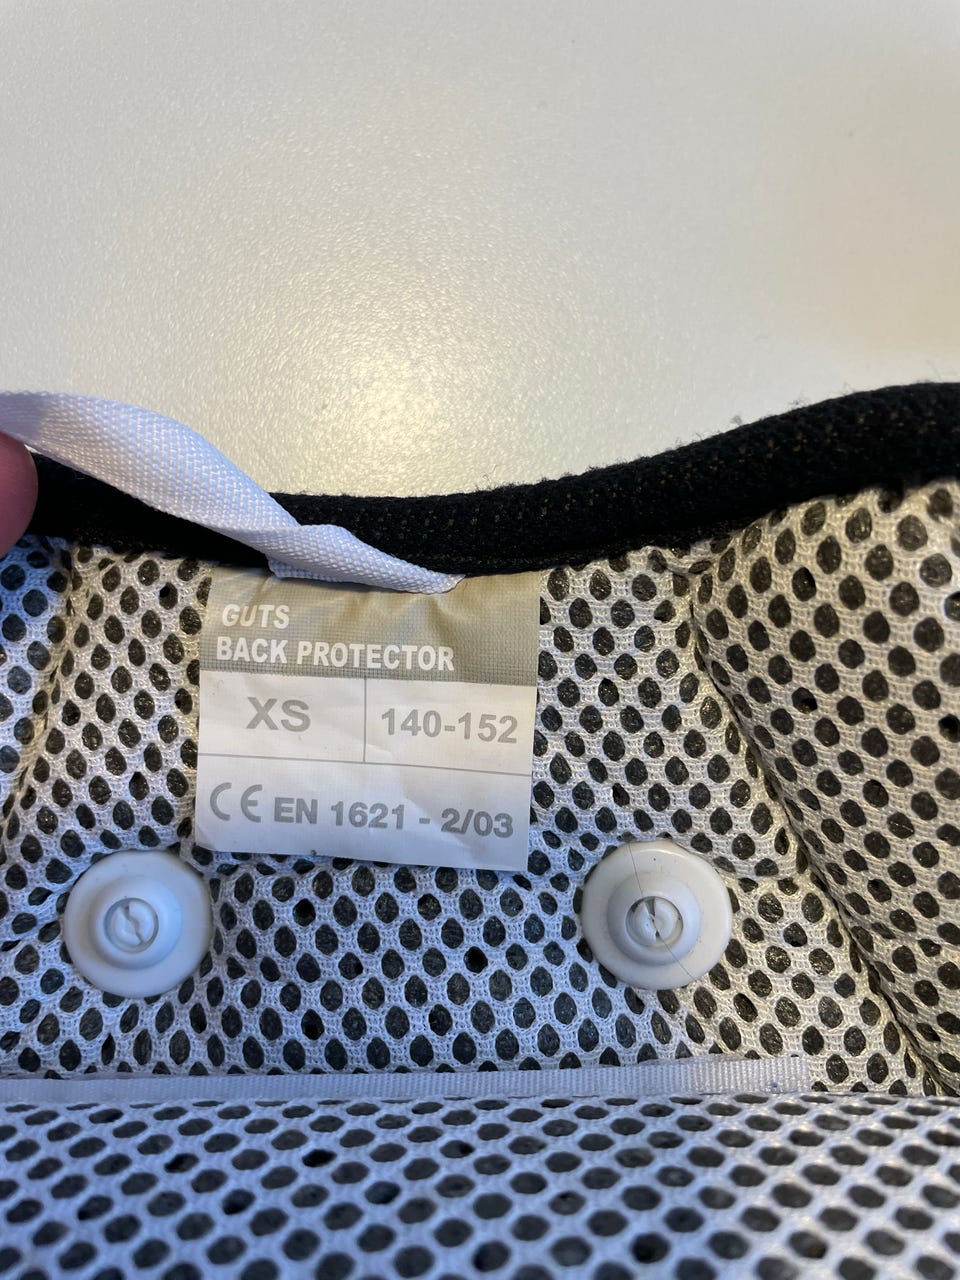 GUTS
BACK PROTECTOR
XS 140-152
CE EN 1621 - 2/03